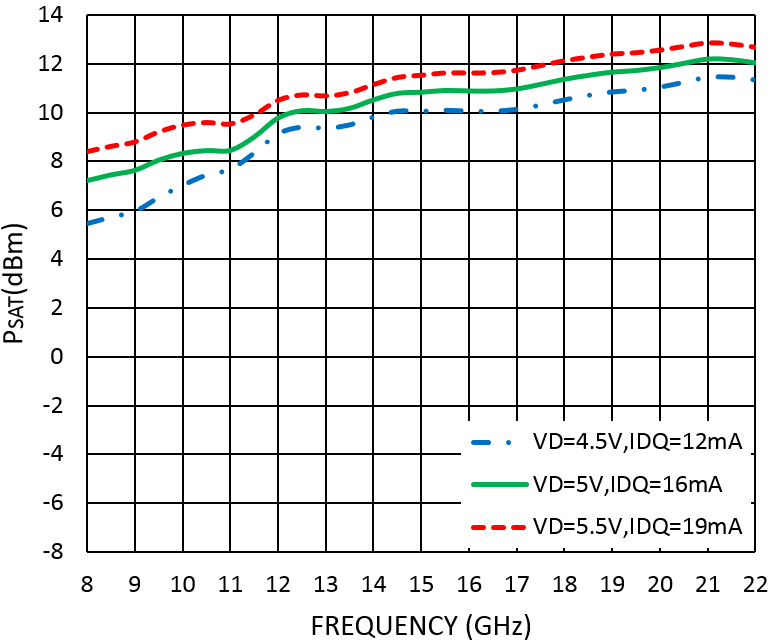 14
12
10
8
6
4
2
0
-2
-4
-6
-8
PSAT(dBm)
VD=4.5V,IDQ=12mA
VD=5V,IDQ=16mA
VD=5.5V,IDQ=19mA
8 9 10 11 12 13 14 15 16 17 18 19 20 21 22
FREQUENCY (GHz)